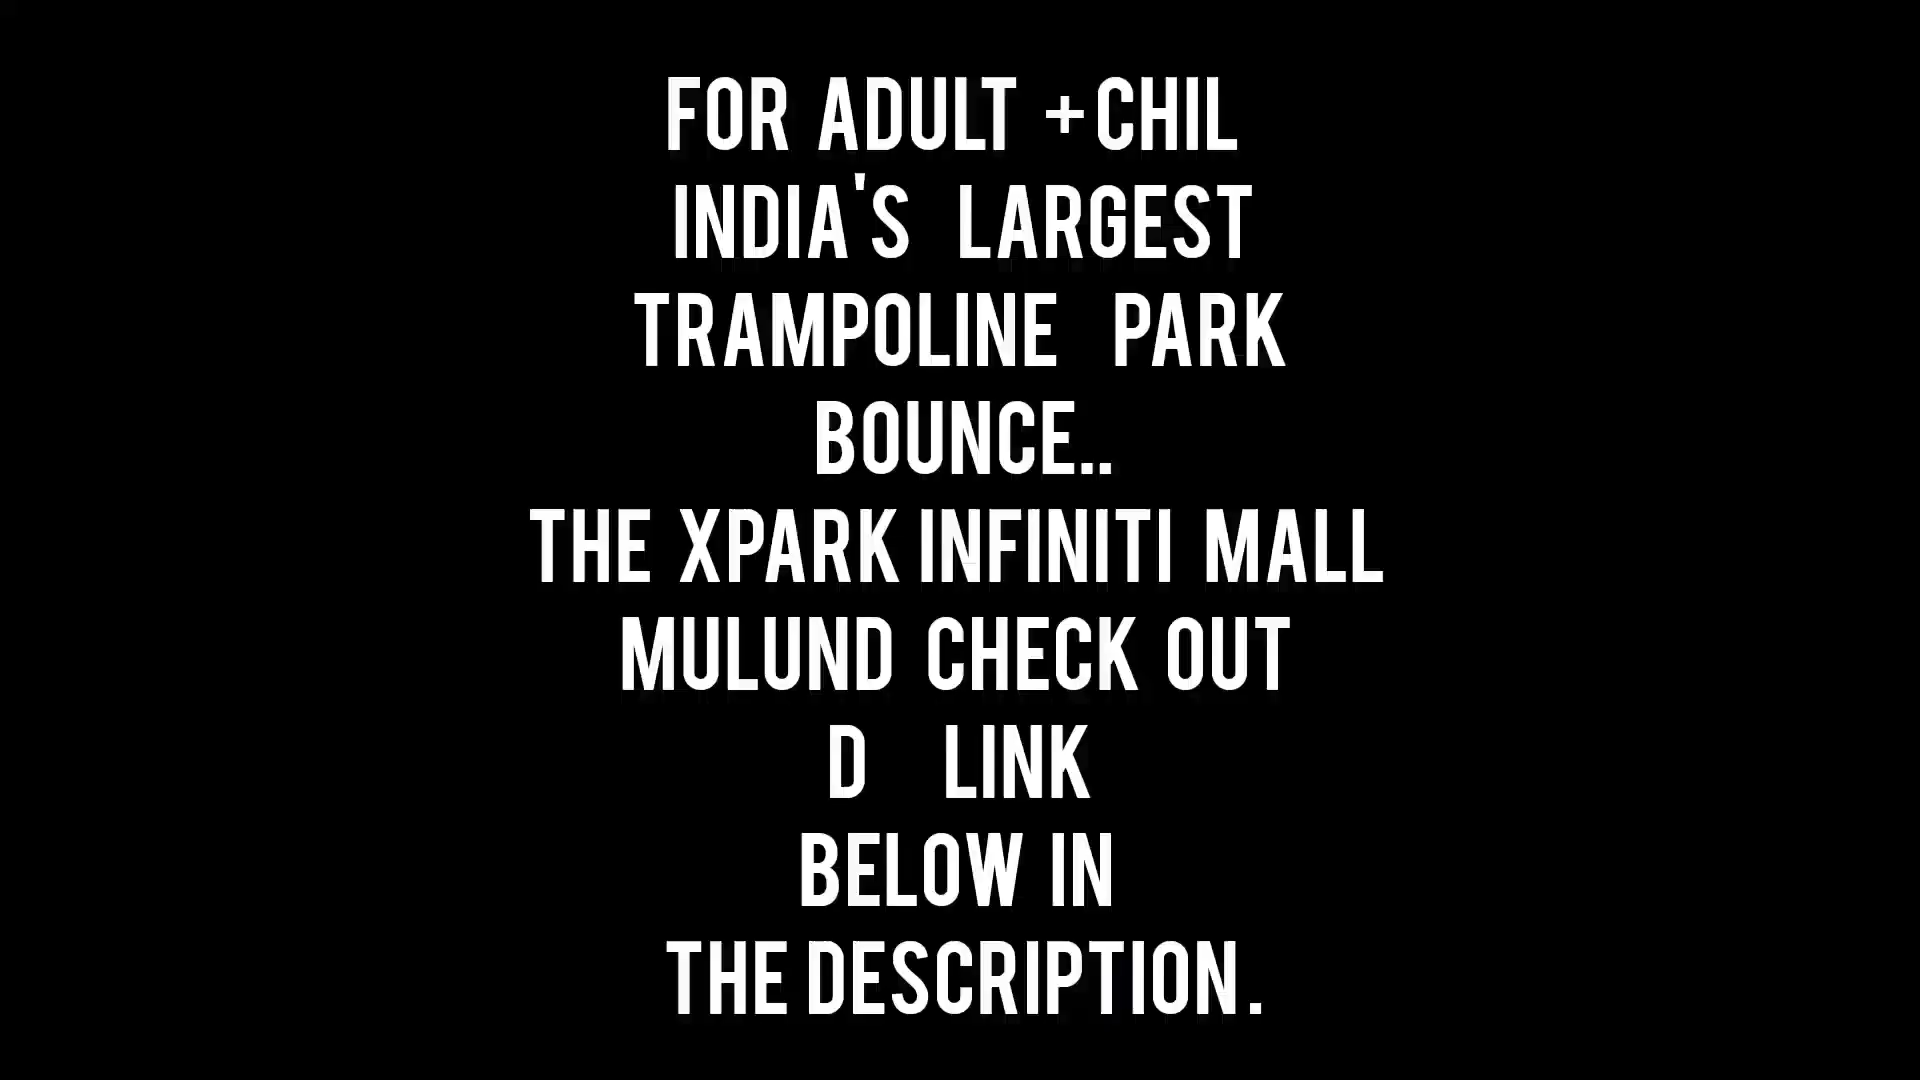 FOR ADULT +CHIL
INDIA'S LARGEST
TRAMPOLINE PARK
BOUNCE..
THE XPARK INFINITI MALL
MULUND CHECK OUT
D LINK
BELOW IN
THE DESCRIPTION.